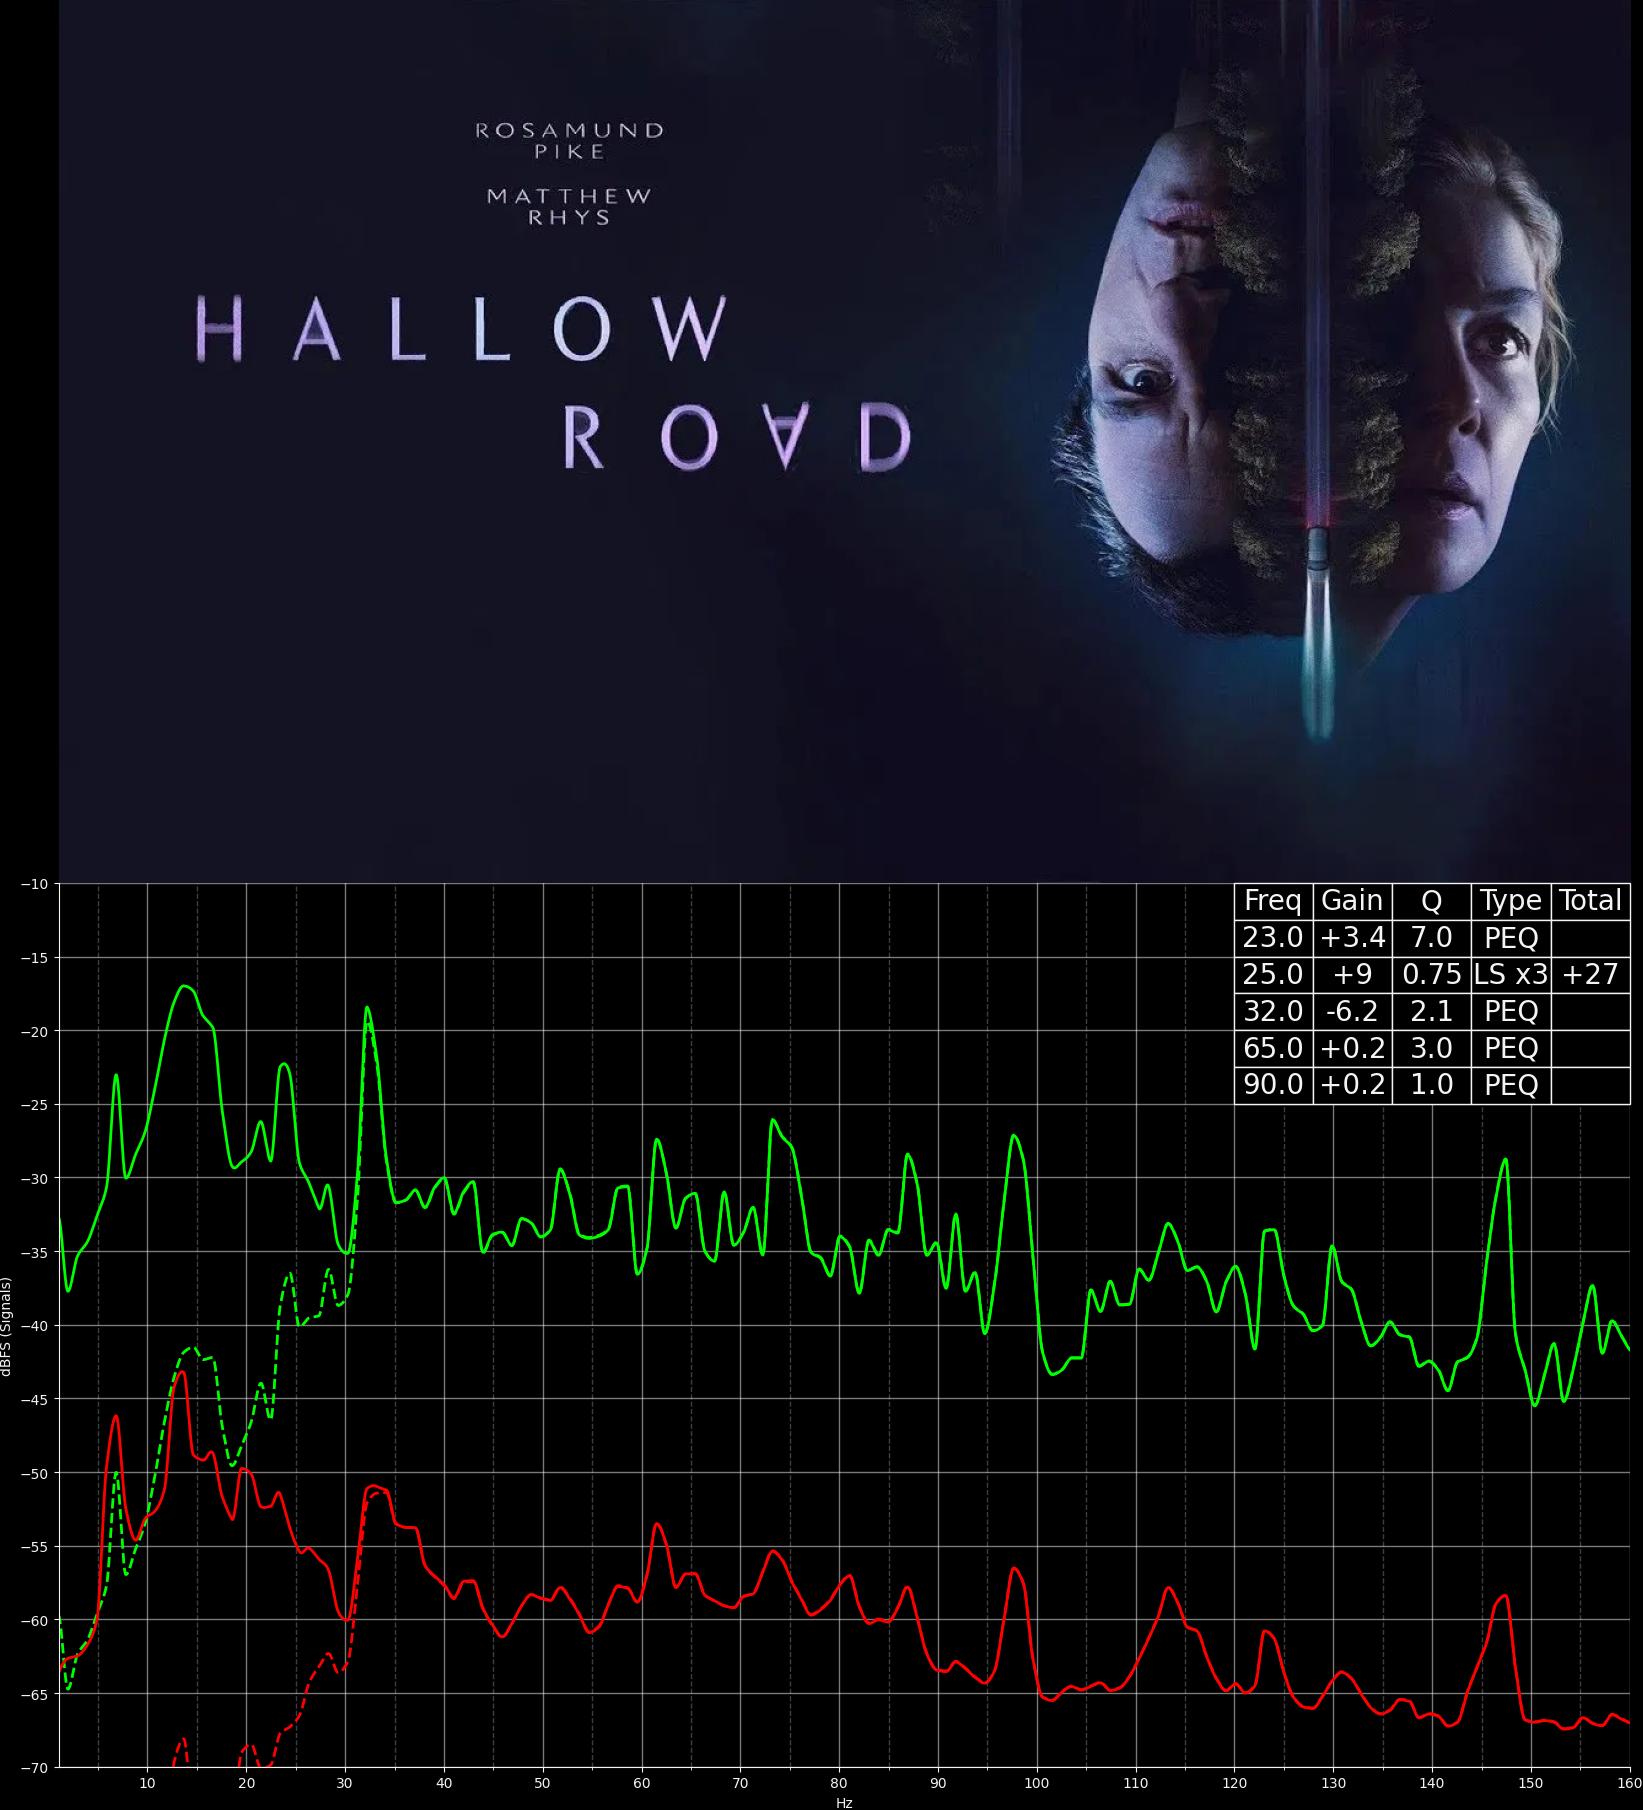 ROSAMUND
PIKE
MATTHEW
RHYS
HALLOW
ROAD
Freq Gain Q Type Total
23.0 +3.4 7.0 PEQ
25.0 +9 0.75 LS x3 +27
32.0 -6.2 2.1 PEQ
65.0 +0.2 3.0 PEQ
90.0 +0.2 1.0 PEQ
−10
−15
−20
−25
−30
−35
−40
−45
−50
−55
−60
−65
−70
dBFS (Signals)
10 20 30 40 50 60 70 80 90 100 110 120 130 140 150 160
Hz